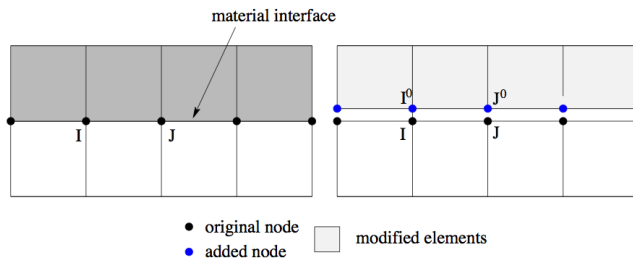 material interface
I⁰
J⁰
I
J
I
J
original node
added node
modified elements